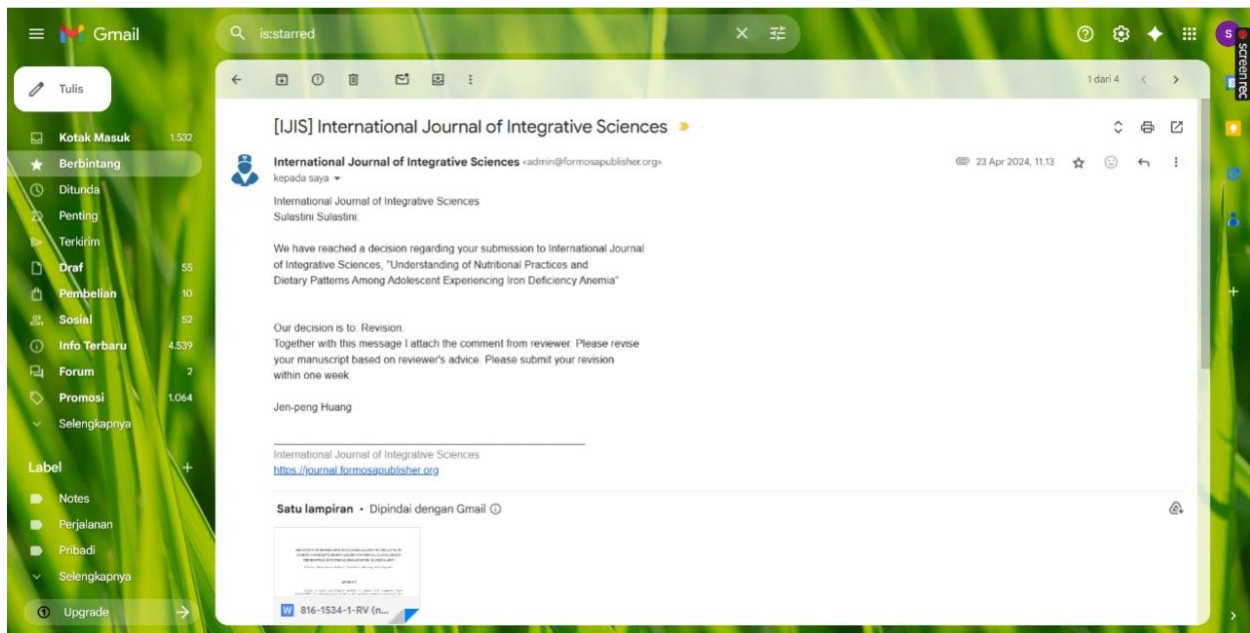 Gmail
is:starred
S
screenrec
Tulis
1 dari 4
Kotak Masuk 1.532
Berbintang
Ditunda
Penting
Terkirim
Draf 55
Pembelian 10
Sosial 52
Info Terbaru 4.539
Forum 2
Promosi 1.064
Selengkapnya
Label
Notes
Perjalanan
Pribadi
Selengkapnya
Upgrade
[IJIS] International Journal of Integrative Sciences
International Journal of Integrative Sciences <admin@formosapublisher.org>
23 Apr 2024, 11.13
kepada saya
International Journal of Integrative Sciences
Sulastini Sulastini:
We have reached a decision regarding your submission to International Journal
of Integrative Sciences, "Understanding of Nutritional Practices and
Dietary Patterns Among Adolescent Experiencing Iron Deficiency Anemia"
Our decision is to: Revision.
Together with this message I attach the comment from reviewer. Please revise
your manuscript based on reviewer's advice. Please submit your revision
within one week.
Jen-peng Huang
International Journal of Integrative Sciences
https://journal.formosapublisher.org
Satu lampiran • Dipindai dengan Gmail
W 816-1534-1-RV (n...